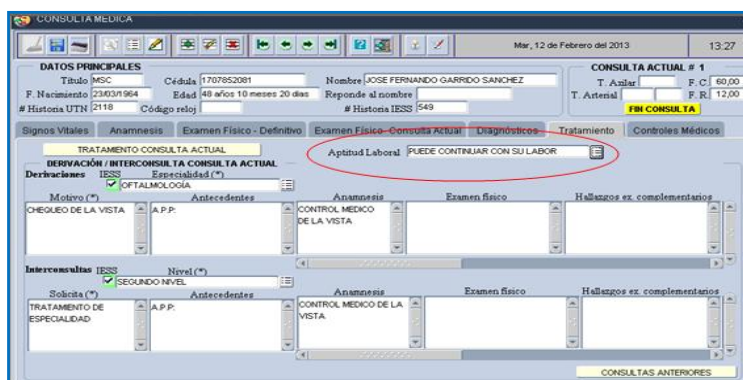 CONSULTA MEDICA
Mar, 12 de Febrero del 2013 13:27
DATOS PRINCIPALES
Título MSC Cédula 1707852081 Nombre JOSE FERNANDO GARRIDO SANCHEZ
F. Nacimiento 23/03/1964 Edad 48 años 10 meses 20 dias Reponde al nombre
# Historia UTN 2118 Código reloj # Historia IESS 549
CONSULTA ACTUAL # 1
T. Axilar F. C. 60,00
T. Arterial F. R. 12,00
FIN CONSULTA
Signos Vitales Anamnesis Examen Físico - Definitivo Examen Físico- Consulta Actual Diagnósticos Tratamiento Controles Médicos
TRATAMIENTO CONSULTA ACTUAL Aptitud Laboral PUEDE CONTINUAR CON SU LABOR
DERIVACIÓN / INTERCONSULTA CONSULTA ACTUAL
Derivaciones IESS Especialidad (*)
OFTALMOLOGÍA
Motivo (*) Antecedentes Anamnesis Examen físico Hallazgos ex. complementarios
CHEQUEO DE LA VISTA A.P.P: CONTROL MEDICO
DE LA VISTA
Interconsultas IESS Nivel (*)
SEGUNDO NIVEL
Solicita (*) Antecedentes Anamnesis Examen físico Hallazgos ex. complementarios
TRATAMIENTO DE A.P.P: CONTROL MEDICO DE LA
ESPECIALIDAD VISTA
CONSULTAS ANTERIORES